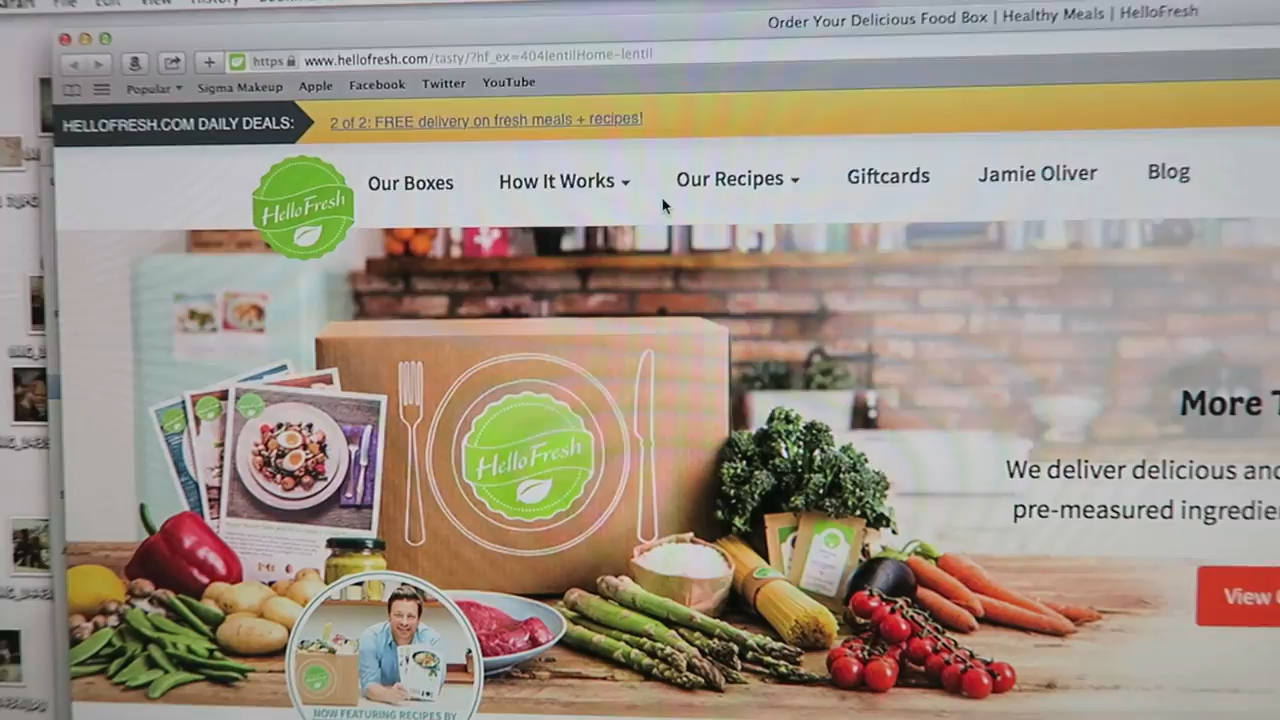 Order Your Delicious Food Box | Healthy Meals | HelloFresh
https www.hellofresh.com/tasty/?hf_ex=404lentilHome-lentil
Popular Sigma Makeup Apple Facebook Twitter YouTube
HELLOFRESH.COM DAILY DEALS: 2 of 2: FREE delivery on fresh meals + recipes!
HelloFresh
Our Boxes How It Works Our Recipes Giftcards Jamie Oliver Blog
More
HelloFresh
We deliver delicious and
pre-measured
View
NOW FEATURING RECIPES BY